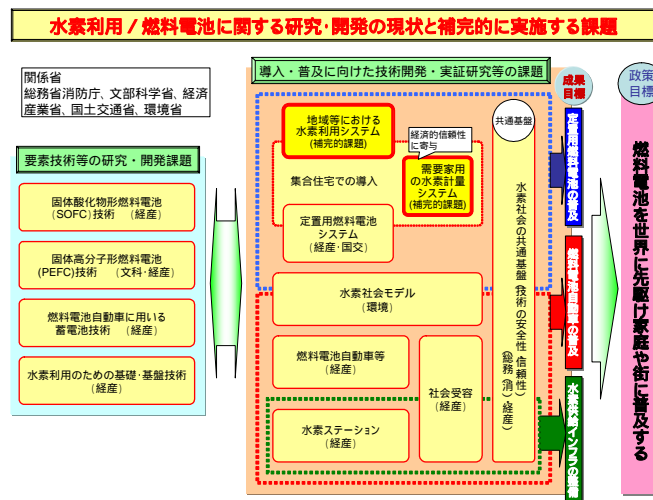 水素利用/燃料電池に関する研究・開発の現状と補完的に実施する課題
関係省
総務省消防庁、文部科学省、経済
産業省、国土交通省、環境省
要素技術等の研究・開発課題
固体酸化物形燃料電池
(SOFC)技術 (経産)
固体高分子形燃料電池
(PEFC)技術 (文科・経産)
燃料電池自動車に用いる
蓄電池技術 (経産)
水素利用のための基礎・基盤技術
(経産)
導入・普及に向けた技術開発・実証研究等の課題
地域等における
水素利用システム
(補完的課題)
経済的信頼性
に寄与
集合住宅での導入
需要家用
の水素計量
システム
(補完的課題)
定置用燃料電池
システム
(経産・国交)
水素社会モデル
(環境)
燃料電池自動車等
(経産)
社会受容
(経産)
水素ステーション
(経産)
共通基盤
水素社会の共通基盤(技術の安全性・信頼性)
(総務(消)・経産)
成果
目標
定置用燃料電池の普及
燃料電池自動車の普及
水素供給インフラの整備
政策
目標
燃料電池を世界に先駆け家庭や街に普及する